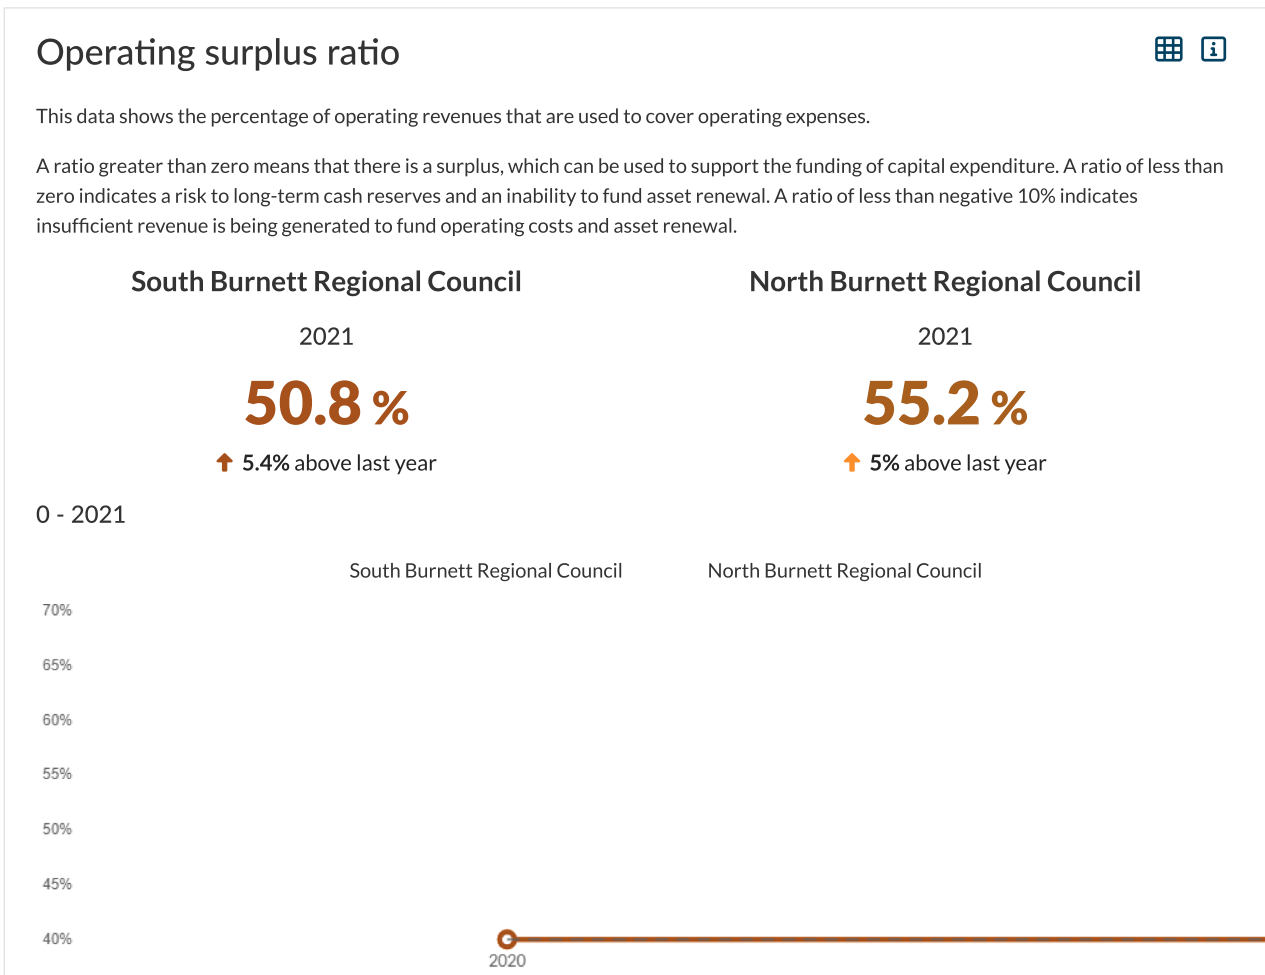 Operating surplus ratio
This data shows the percentage of operating revenues that are used to cover operating expenses.
A ratio greater than zero means that there is a surplus, which can be used to support the funding of capital expenditure. A ratio of less than
zero indicates a risk to long-term cash reserves and an inability to fund asset renewal. A ratio of less than negative 10% indicates
insufficient revenue is being generated to fund operating costs and asset renewal.
South Burnett Regional Council
2021
50.8 %
5.4% above last year
North Burnett Regional Council
2021
55.2 %
5% above last year
0 - 2021
South Burnett Regional Council
North Burnett Regional Council
70%
65%
60%
55%
50%
45%
40%
2020